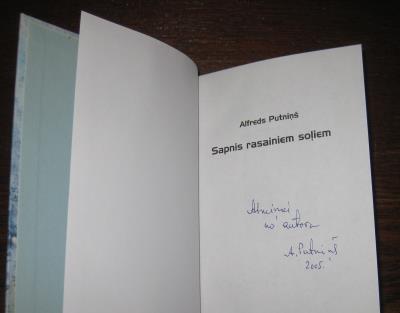 Alfreds Putniņš
Sapnis rasainiem soļiem
Atmiņai
no autora
A. Putniņš
2005.